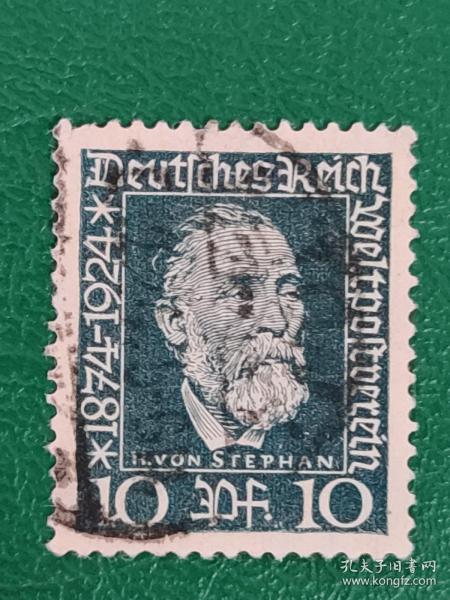 Deutsches Reich
Weltpostverein
*1874-1924*
H. VON STEPHAN
10 Pf. 10
孔夫子旧书网
www.kongfz.com